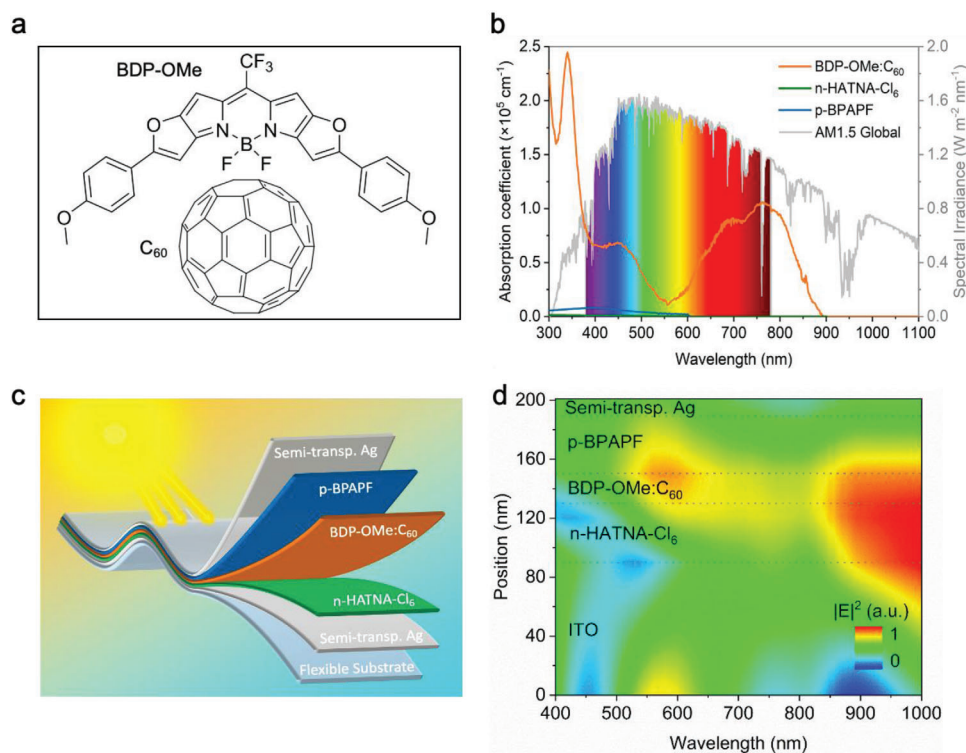 a
BDP-OMe
CF3
O
O
N
N
B
F
F
O
O
C60
b
2.5
2.0
1.5
1.0
0.5
0.0
Absorption coefficient (×10⁵ cm⁻¹)
BDP-OMe:C60
n-HATNA-Cl6
p-BPAPF
AM1.5 Global
2.0
1.6
1.2
0.8
0.4
0.0
Spectral Irradiance (W m⁻² nm⁻¹)
300 400 500 600 700 800 900 1000 1100
Wavelength (nm)
c
Semi-transp. Ag
p-BPAPF
BDP-OMe:C60
n-HATNA-Cl6
Semi-transp. Ag
Flexible Substrate
d
200
160
120
80
40
0
Position (nm)
Semi-transp. Ag
p-BPAPF
BDP-OMe:C60
n-HATNA-Cl6
ITO
|E|² (a.u.)
1
0
400 500 600 700 800 900 1000
Wavelength (nm)